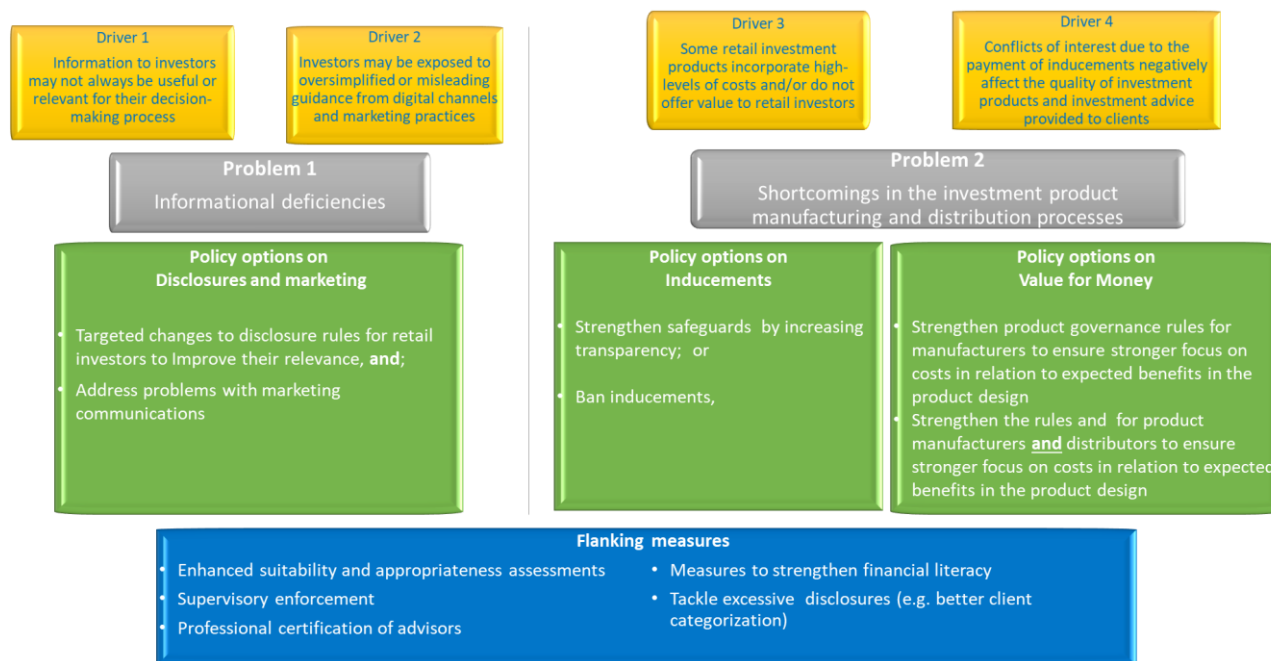 Driver 1
Information to investors
may not always be useful or
relevant for their decision-
making process
Driver 2
Investors may be exposed to
oversimplified or misleading
guidance from digital channels
and marketing practices
Driver 3
Some retail investment
products incorporate high-
levels of costs and/or do not
offer value to retail investors
Driver 4
Conflicts of interest due to the
payment of inducements negatively
affect the quality of investment
products and investment advice
provided to clients
Problem 1
Informational deficiencies
Problem 2
Shortcomings in the investment product
manufacturing and distribution processes
Policy options on
Disclosures and marketing
• Targeted changes to disclosure rules for retail
investors to Improve their relevance, and;
• Address problems with marketing
communications
Policy options on
Inducements
• Strengthen safeguards by increasing
transparency; or
• Ban inducements,
Policy options on
Value for Money
• Strengthen product governance rules for
manufacturers to ensure stronger focus on
costs in relation to expected benefits in the
product design
• Strengthen the rules and for product
manufacturers and distributors to ensure
stronger focus on costs in relation to expected
benefits in the product design
Flanking measures
• Enhanced suitability and appropriateness assessments
• Supervisory enforcement
• Professional certification of advisors
• Measures to strengthen financial literacy
• Tackle excessive disclosures (e.g. better client
categorization)